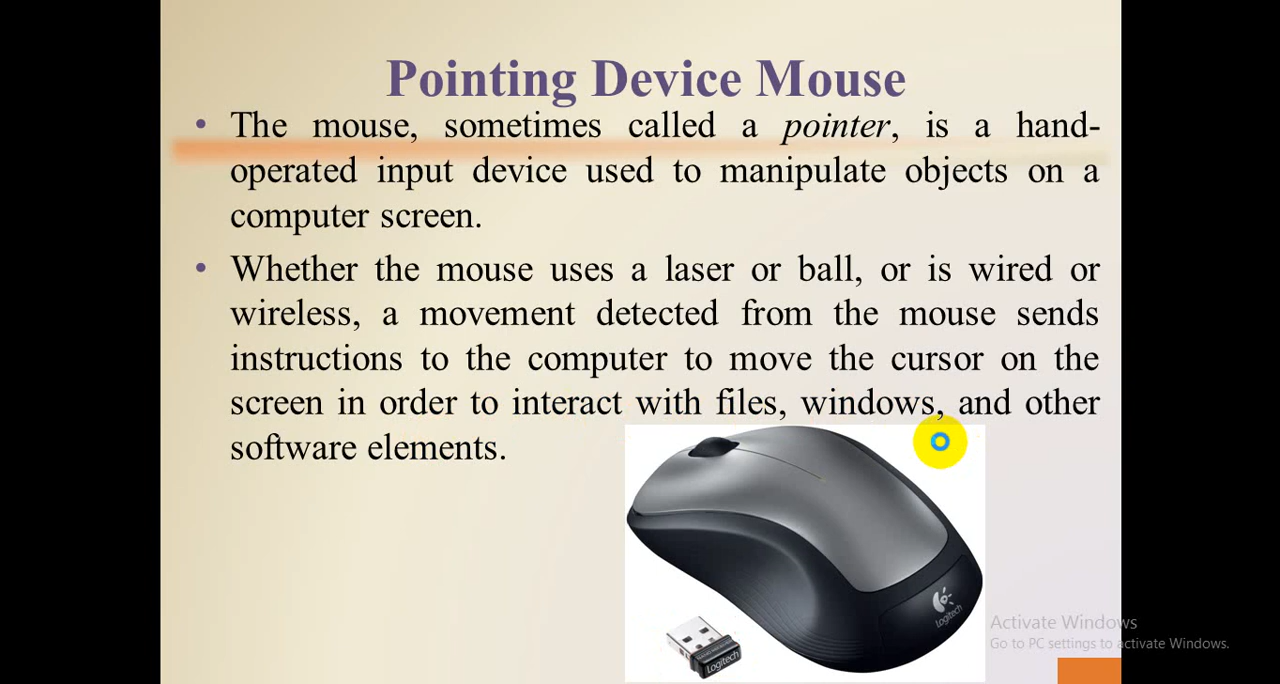 Pointing Device Mouse
• The mouse, sometimes called a pointer, is a hand-
operated input device used to manipulate objects on a
computer screen.
• Whether the mouse uses a laser or ball, or is wired or
wireless, a movement detected from the mouse sends
instructions to the computer to move the cursor on the
screen in order to interact with files, windows, and other
software elements.
Logitech
Logitech
Activate Windows
Go to PC settings to activate Windows.